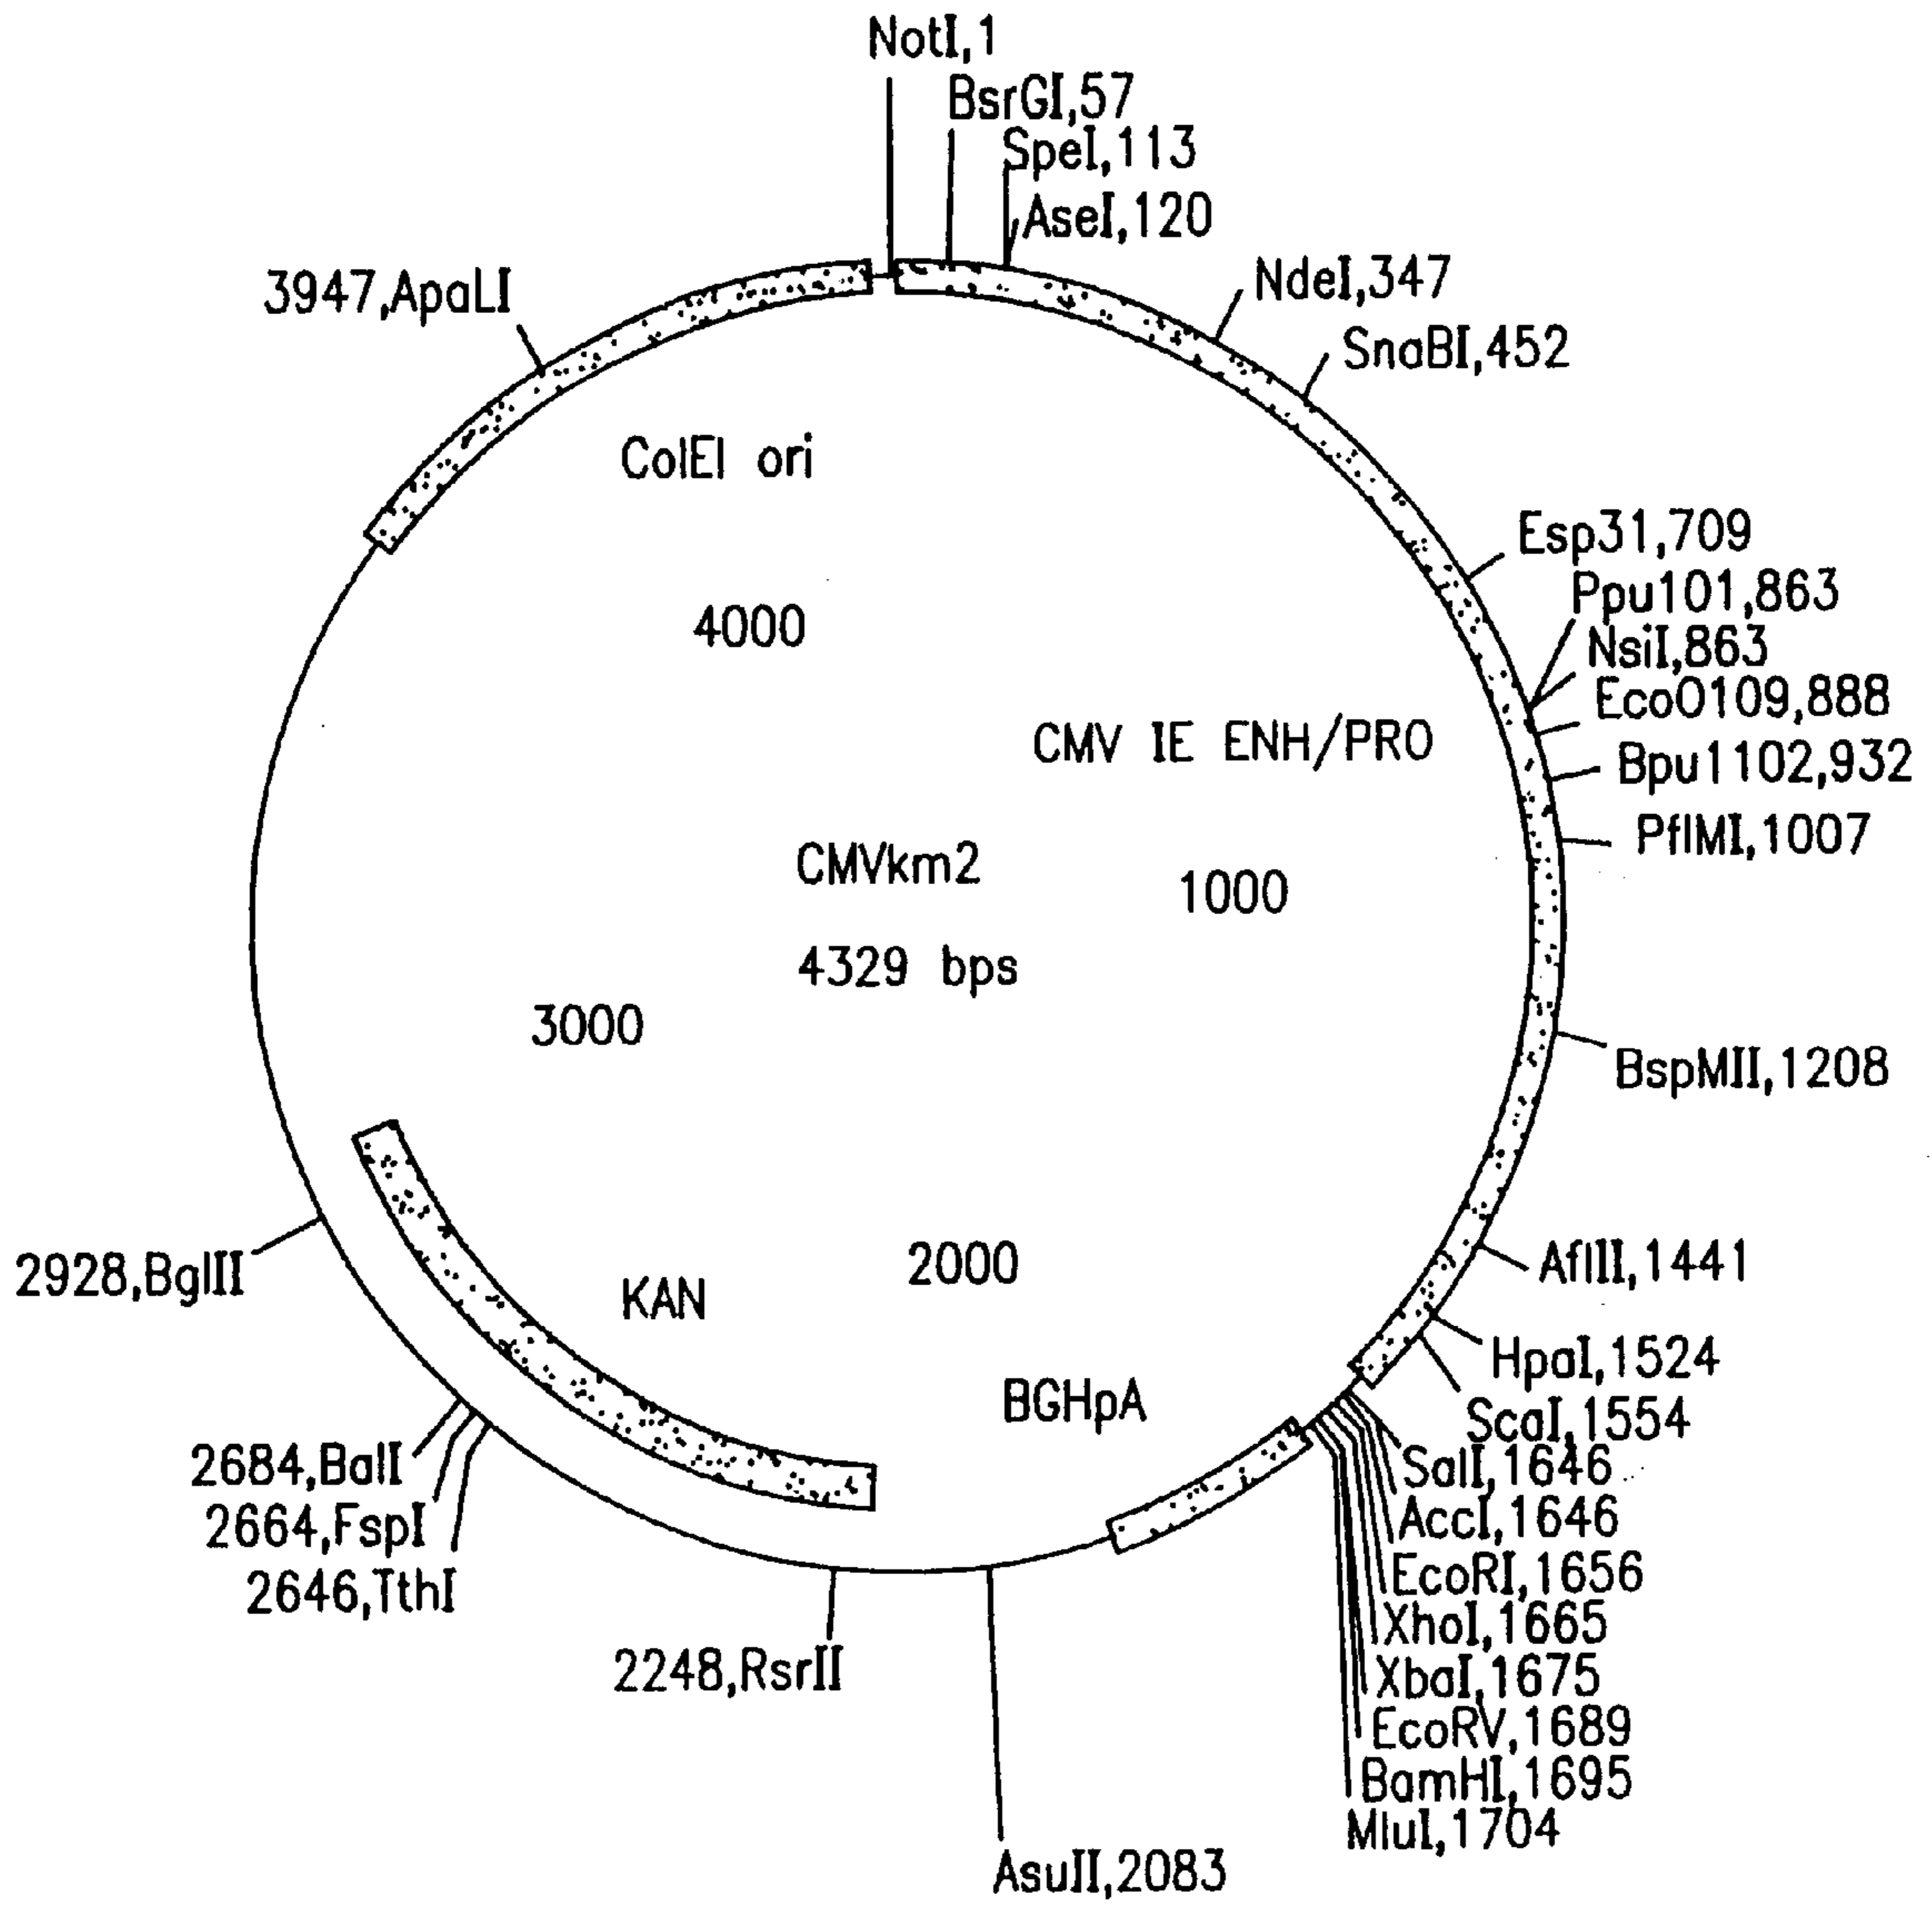 NotI,1
BsrGI,57
SpeI,113
AseI,120
NdeI,347
SnaBI,452
3947,ApaLI
ColEI ori
Esp31,709
Ppu101,863
NsiI,863
EcoO109,888
Bpu1102,932
PflMI,1007
4000
CMV IE ENH/PRO
CMVkm2
1000
4329 bps
3000
BspMII,1208
2000
AflII,1441
2928,BglII
KAN
HpaI,1524
BGHpA
ScaI,1554
SalI,1646
AccI,1646
EcoRI,1656
XhoI,1665
XbaI,1675
EcoRV,1689
BamHI,1695
MluI,1704
2684,BalI
2664,FspI
2646,TthI
2248,RsrII
AsuII,2083